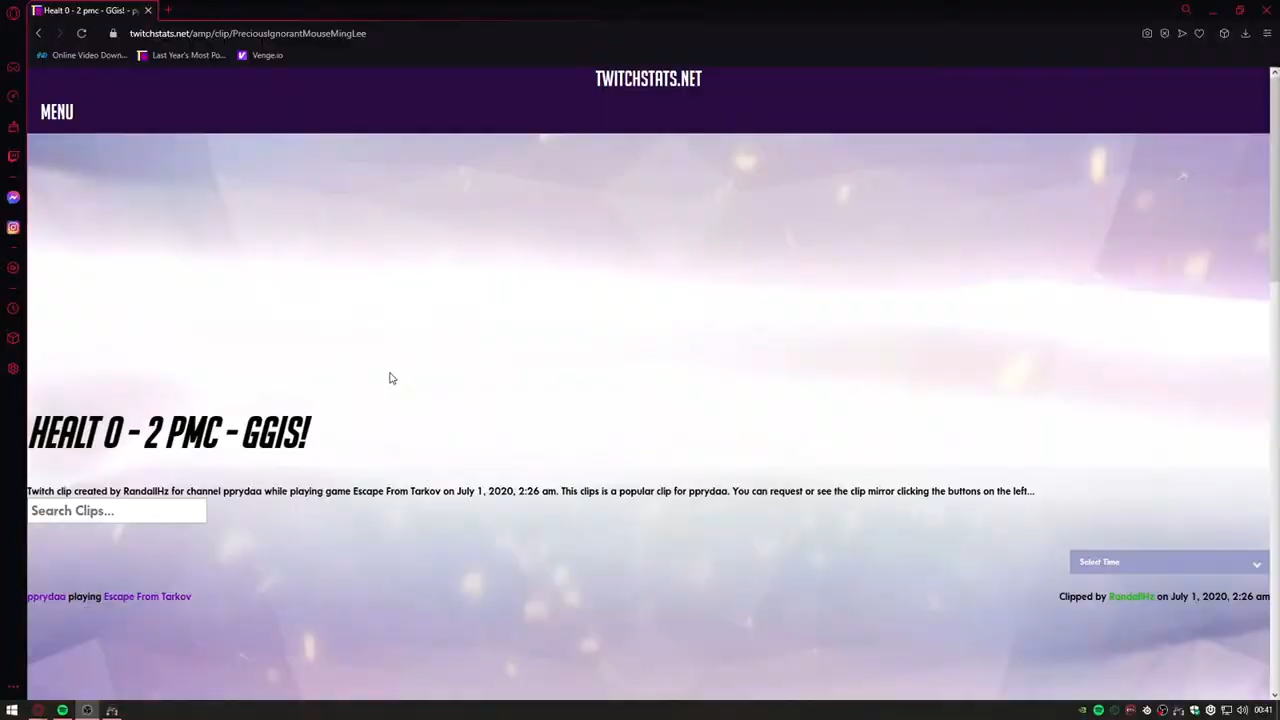 Healt 0 - 2 pmc - GGis! - p
twitchstats.net/amp/clip/PreciousIgnorantMouseMingLee
Online Video Down...
Last Year's Most Po...
Venge.io
TWITCHSTATS.NET
MENU
HEALT 0 - 2 PMC - GGIS!
Twitch clip created by RandallHz for channel pprydaa while playing game Escape From Tarkov on July 1, 2020, 2:26 am. This clips is a popular clip for pprydaa. You can request or see the clip mirror clicking the buttons on the left...
Search Clips...
Select Time
pprydaa playing Escape From Tarkov
Clipped by RandallHz on July 1, 2020, 2:26 am
00:41